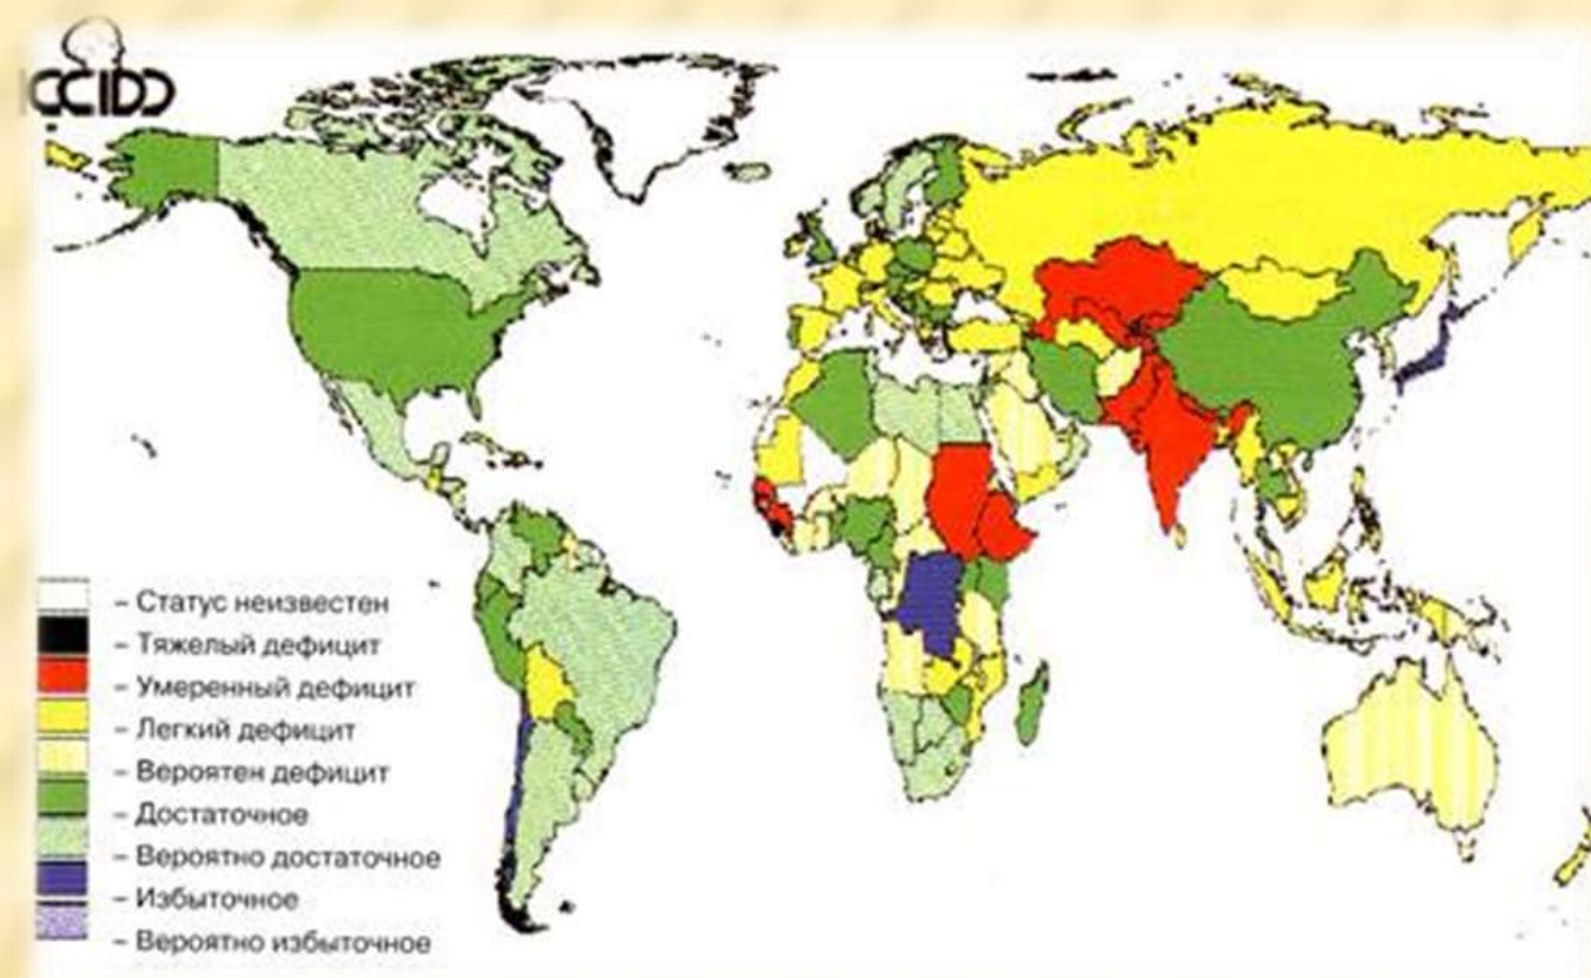 ICCIDD
– Статус неизвестен
– Тяжелый дефицит
– Умеренный дефицит
– Легкий дефицит
– Вероятен дефицит
– Достаточное
– Вероятно достаточное
– Избыточное
– Вероятно избыточное